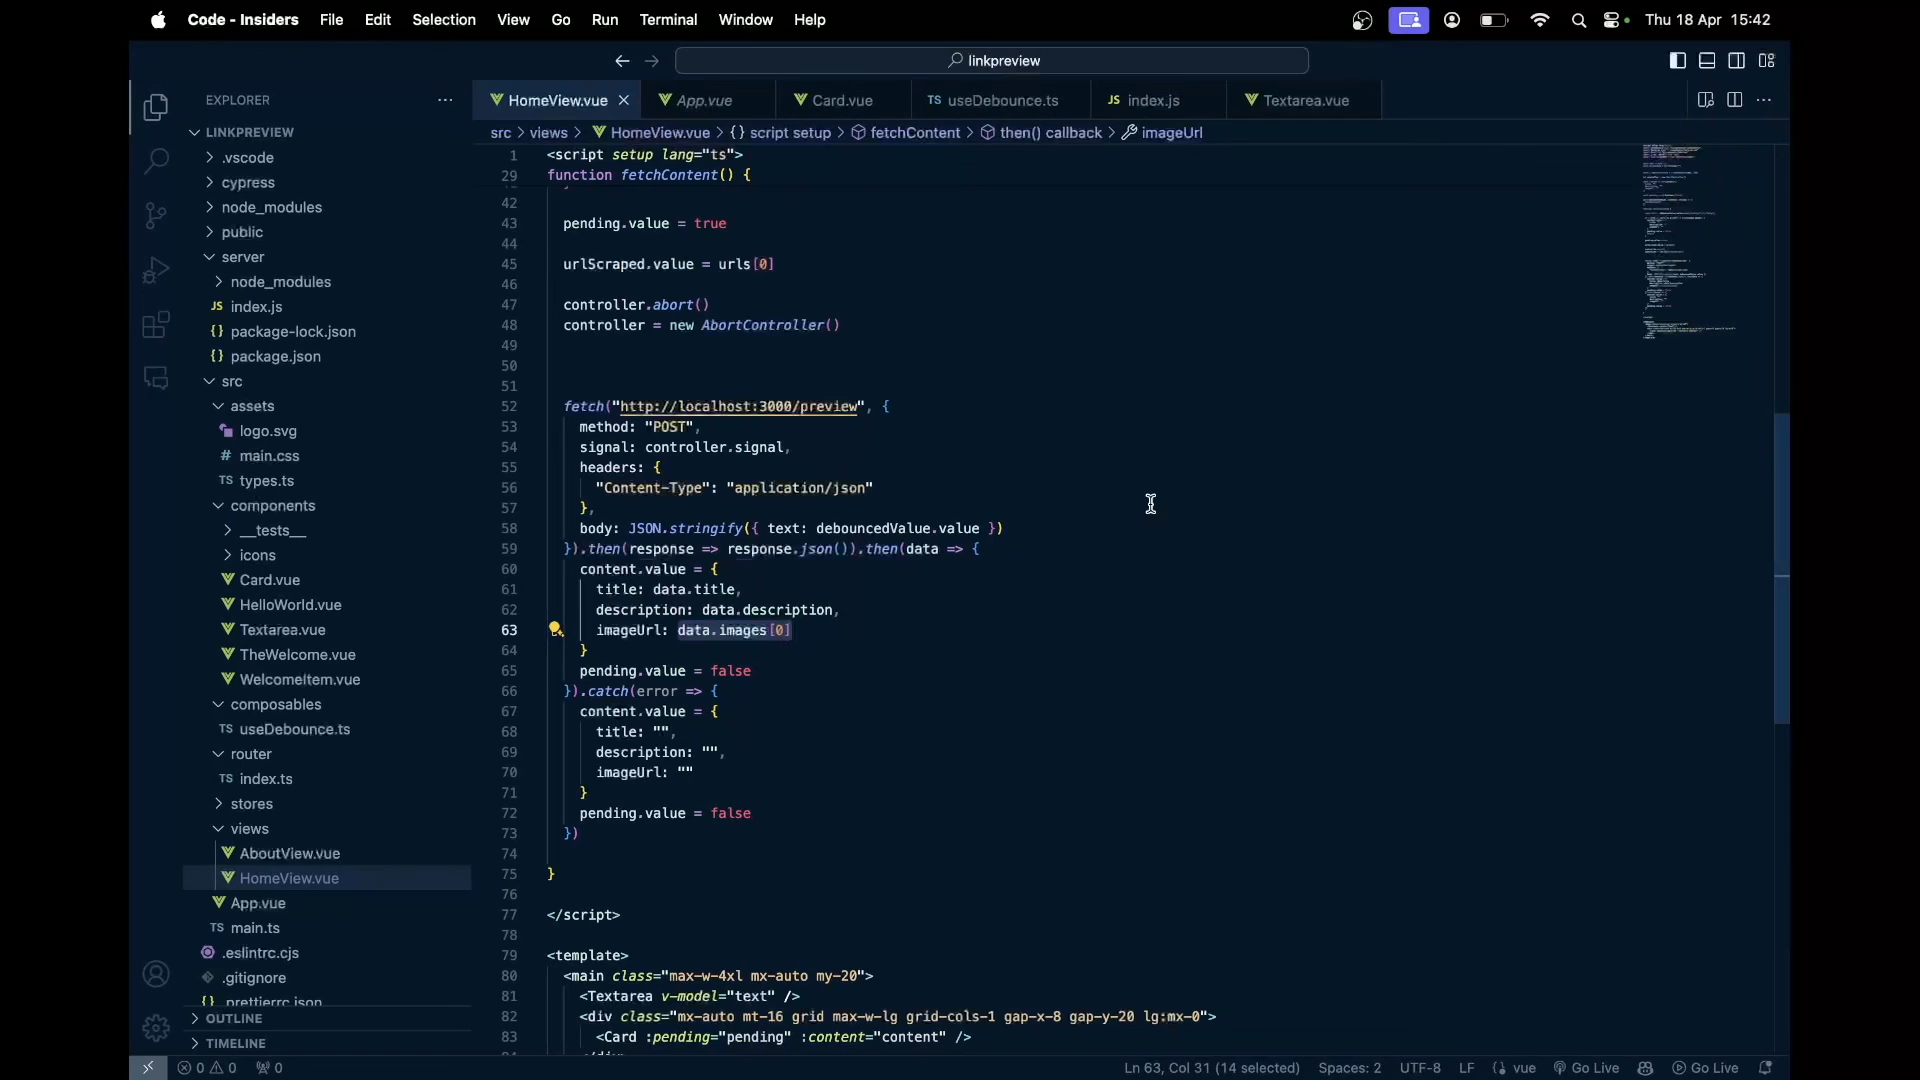 Code - Insiders File Edit Selection View Go Run Terminal Window Help Thu 18 Apr 15:42
linkpreview
EXPLORER
LINKPREVIEW
.vscode
cypress
node_modules
public
server
node_modules
JS index.js
{} package-lock.json
{} package.json
src
assets
logo.svg
# main.css
TS types.ts
components
__tests__
icons
Card.vue
HelloWorld.vue
Textarea.vue
TheWelcome.vue
WelcomeItem.vue
composables
TS useDebounce.ts
router
TS index.ts
stores
views
AboutView.vue
HomeView.vue
App.vue
TS main.ts
.eslintrc.cjs
.gitignore
{} .prettierrc.json
OUTLINE
TIMELINE
HomeView.vue App.vue Card.vue TS useDebounce.ts JS index.js Textarea.vue
src > views > HomeView.vue > {} script setup > fetchContent > then() callback > imageUrl
1 <script setup lang="ts">
29 function fetchContent() {
42
43 pending.value = true
44
45 urlScraped.value = urls[0]
46
47 controller.abort()
48 controller = new AbortController()
49
50
51
52 fetch("http://localhost:3000/preview", {
53 method: "POST",
54 signal: controller.signal,
55 headers: {
56 "Content-Type": "application/json"
57 },
58 body: JSON.stringify({ text: debouncedValue.value })
59 }).then(response => response.json()).then(data => {
60 content.value = {
61 title: data.title,
62 description: data.description,
63 imageUrl: data.images[0]
64 }
65 pending.value = false
66 }).catch(error => {
67 content.value = {
68 title: "",
69 description: "",
70 imageUrl: ""
71 }
72 pending.value = false
73 })
74
75 }
76
77 </script>
78
79 <template>
80 <main class="max-w-4xl mx-auto my-20">
81 <Textarea v-model="text" />
82 <div class="mx-auto mt-16 grid max-w-lg grid-cols-1 gap-x-8 gap-y-20 lg:mx-0">
83 <Card :pending="pending" :content="content" />
0 0 0 Ln 63, Col 31 (14 selected) Spaces: 2 UTF-8 LF vue Go Live Go Live